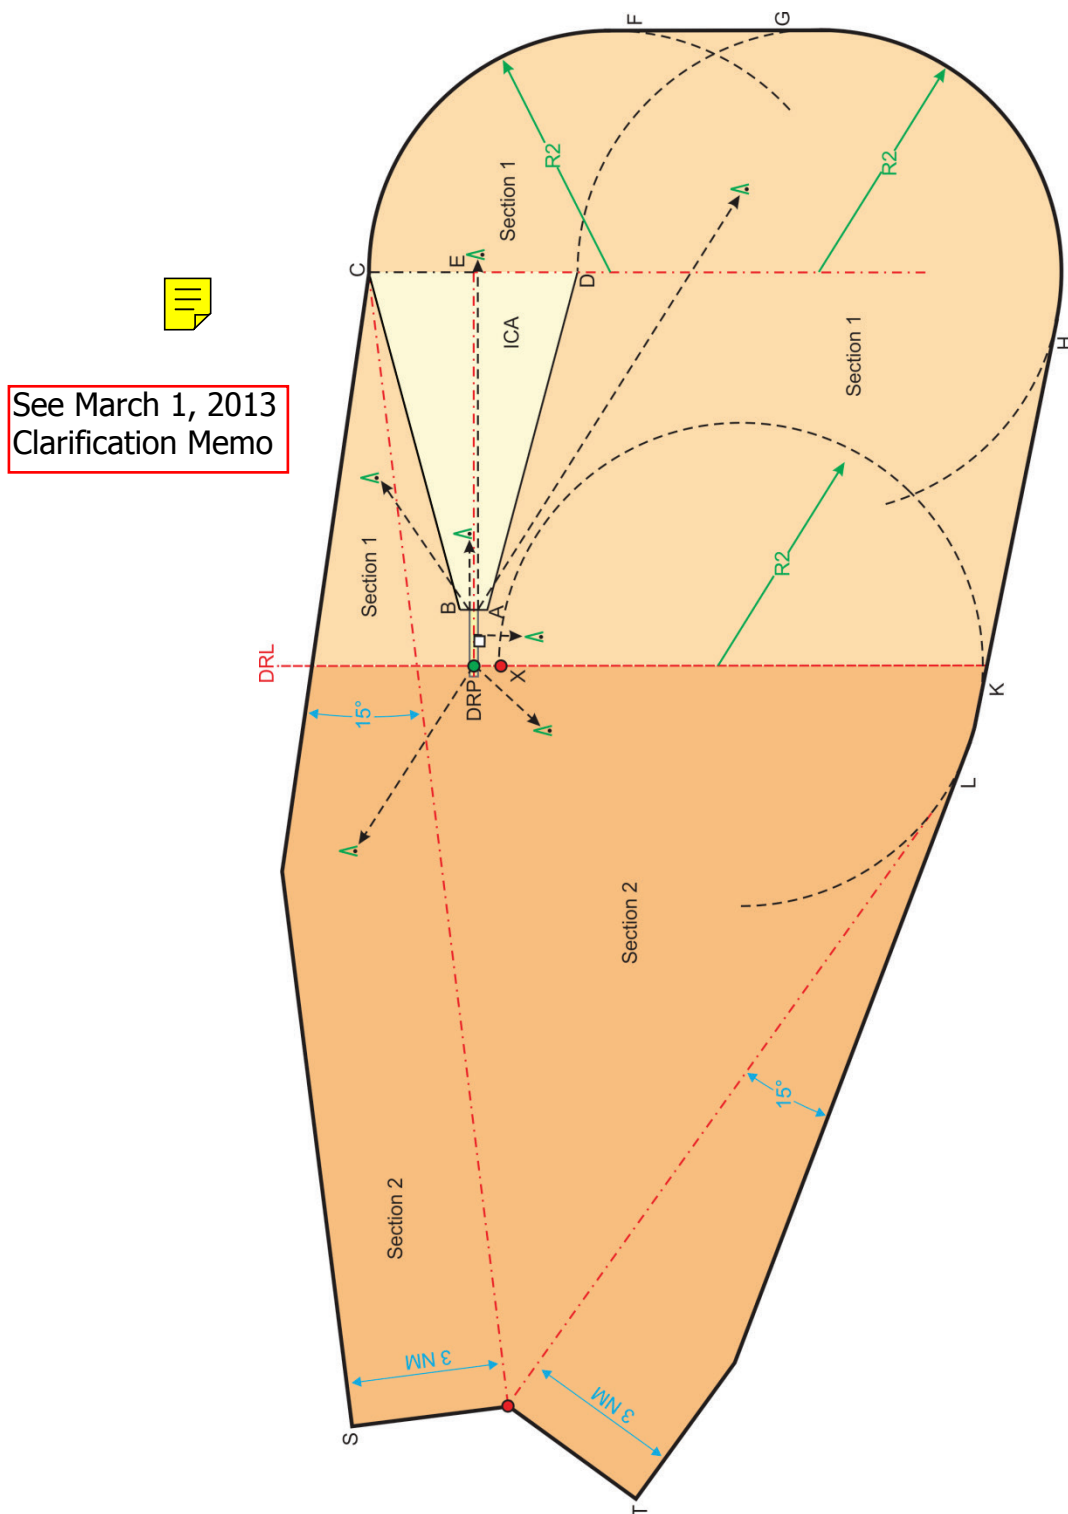 F
G
R2
Section 1
R2
C
E
D
ICA
Section 1
H
See March 1, 2013
Clarification Memo
Section 1
B
A
R2
DRL
DRP
X
K
15°
L
Section 2
15°
Section 2
3 NM
3 NM
S
T